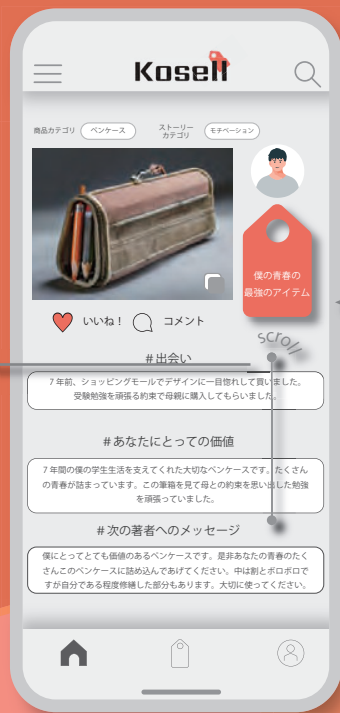 Kosell
商品カテゴリ
ペンケース
ストーリー
カテゴリ
モチベーション
僕の青春の
最強のアイテム
いいね！
コメント
scroll
#出会い
7年前、ショッピングモールでデザインに一目惚れして買いました。
受験勉強を頑張る約束で母親に購入してもらいました。
#あなたにとっての価値
7年間の僕の学生生活を支えてくれた大切なペンケースです。たくさん
の青春が詰まっています。この筆箱を見て母との約束を思い出した勉強
を頑張っていました。
#次の著者へのメッセージ
僕にとってとても価値のあるペンケースです。是非あなたの青春のたく
さんこのペンケースに詰め込んであげてください。中は割とボロボロで
すが自分である程度修繕した部分もあります。大切に使ってください。